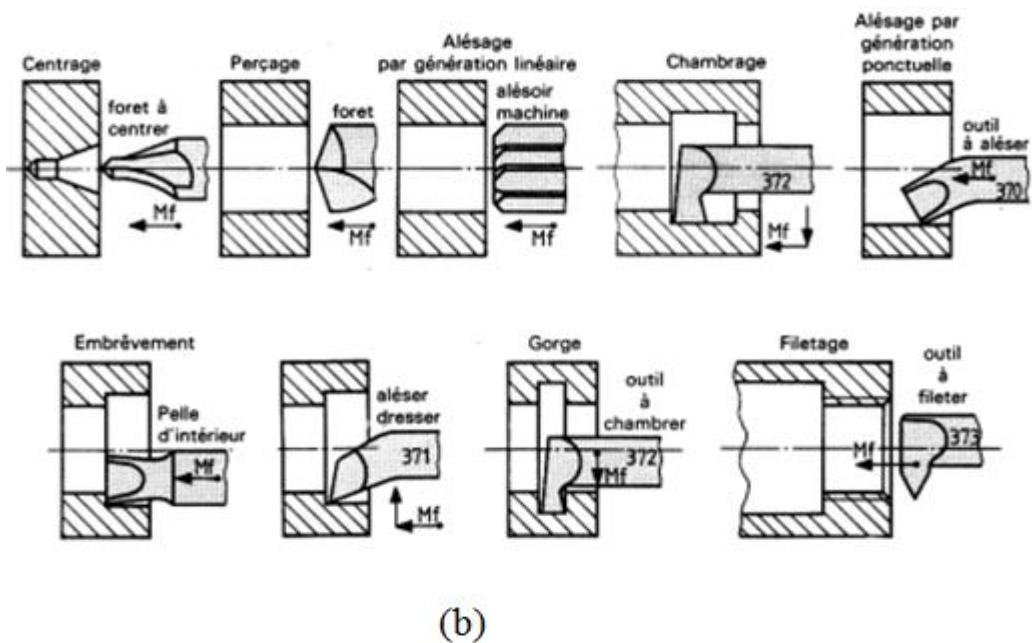 Centrage
foret à
centrer
Mf
Perçage
foret
Mf
Alésage
par génération linéaire
alésoir
machine
Mf
Chambrage
372
Mf
Alésage par
génération
ponctuelle
outil
à aléser
Mf
370
Embrêvement
Pelle
d'intérieur
Mf
aléser
dresser
371
Mf
Gorge
outil
à
chambrer
372
Mf
Filetage
outil
à
fileter
373
Mf
(b)